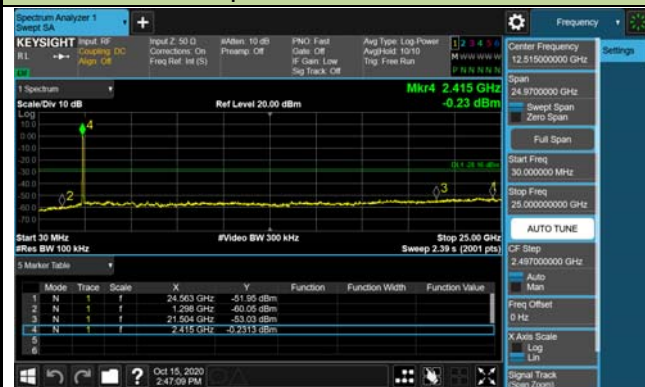 Spectrum Analyzer 1
Swept SA
Frequency
KEYSIGHT
Input: RF
Input Z: 50 Ω
#Atten: 10 dB
PNO: Fast
Avg Type: Log-Power
1 2 3 4 5 6
RL
Coupling: DC
Corrections: On
Preamp: Off
Gate: Off
Avg|Hold: 10/10
M W W W W W
Align: Off
Freq Ref: Int (S)
IF Gain: Low
Trig: Free Run
Sig Track: Off
P N N N N N
Center Frequency
12.515000000 GHz
Settings
1 Spectrum
Mkr4 2.415 GHz
Scale/Div 10 dB
Ref Level 20.00 dBm
-0.23 dBm
Log
Span
24.9700000 GHz
Swept Span
Zero Span
Full Span
Start Freq
30.000000 MHz
Stop Freq
25.000000000 GHz
AUTO TUNE
CF Step
2.497000000 GHz
Auto
Man
Freq Offset
0 Hz
X Axis Scale
Log
Lin
Signal Track
(Span Zoom)
10.0
0.00
-10.0
-20.0
-30.0
-40.0
-50.0
-60.0
-70.0
4
2
3
Start 30 MHz
#Video BW 300 kHz
Stop 25.00 GHz
#Res BW 100 kHz
Sweep 2.39 s (2001 pts)
5 Marker Table
Mode Trace Scale X Y Function Function Width Function Value
1 N 1 f 24.563 GHz -51.95 dBm
2 N 1 f 1.298 GHz -60.05 dBm
3 N 1 f 21.504 GHz -53.03 dBm
4 N 1 f 2.415 GHz -0.2313 dBm
5
6
?
Oct 15, 2020
2:47:09 PM